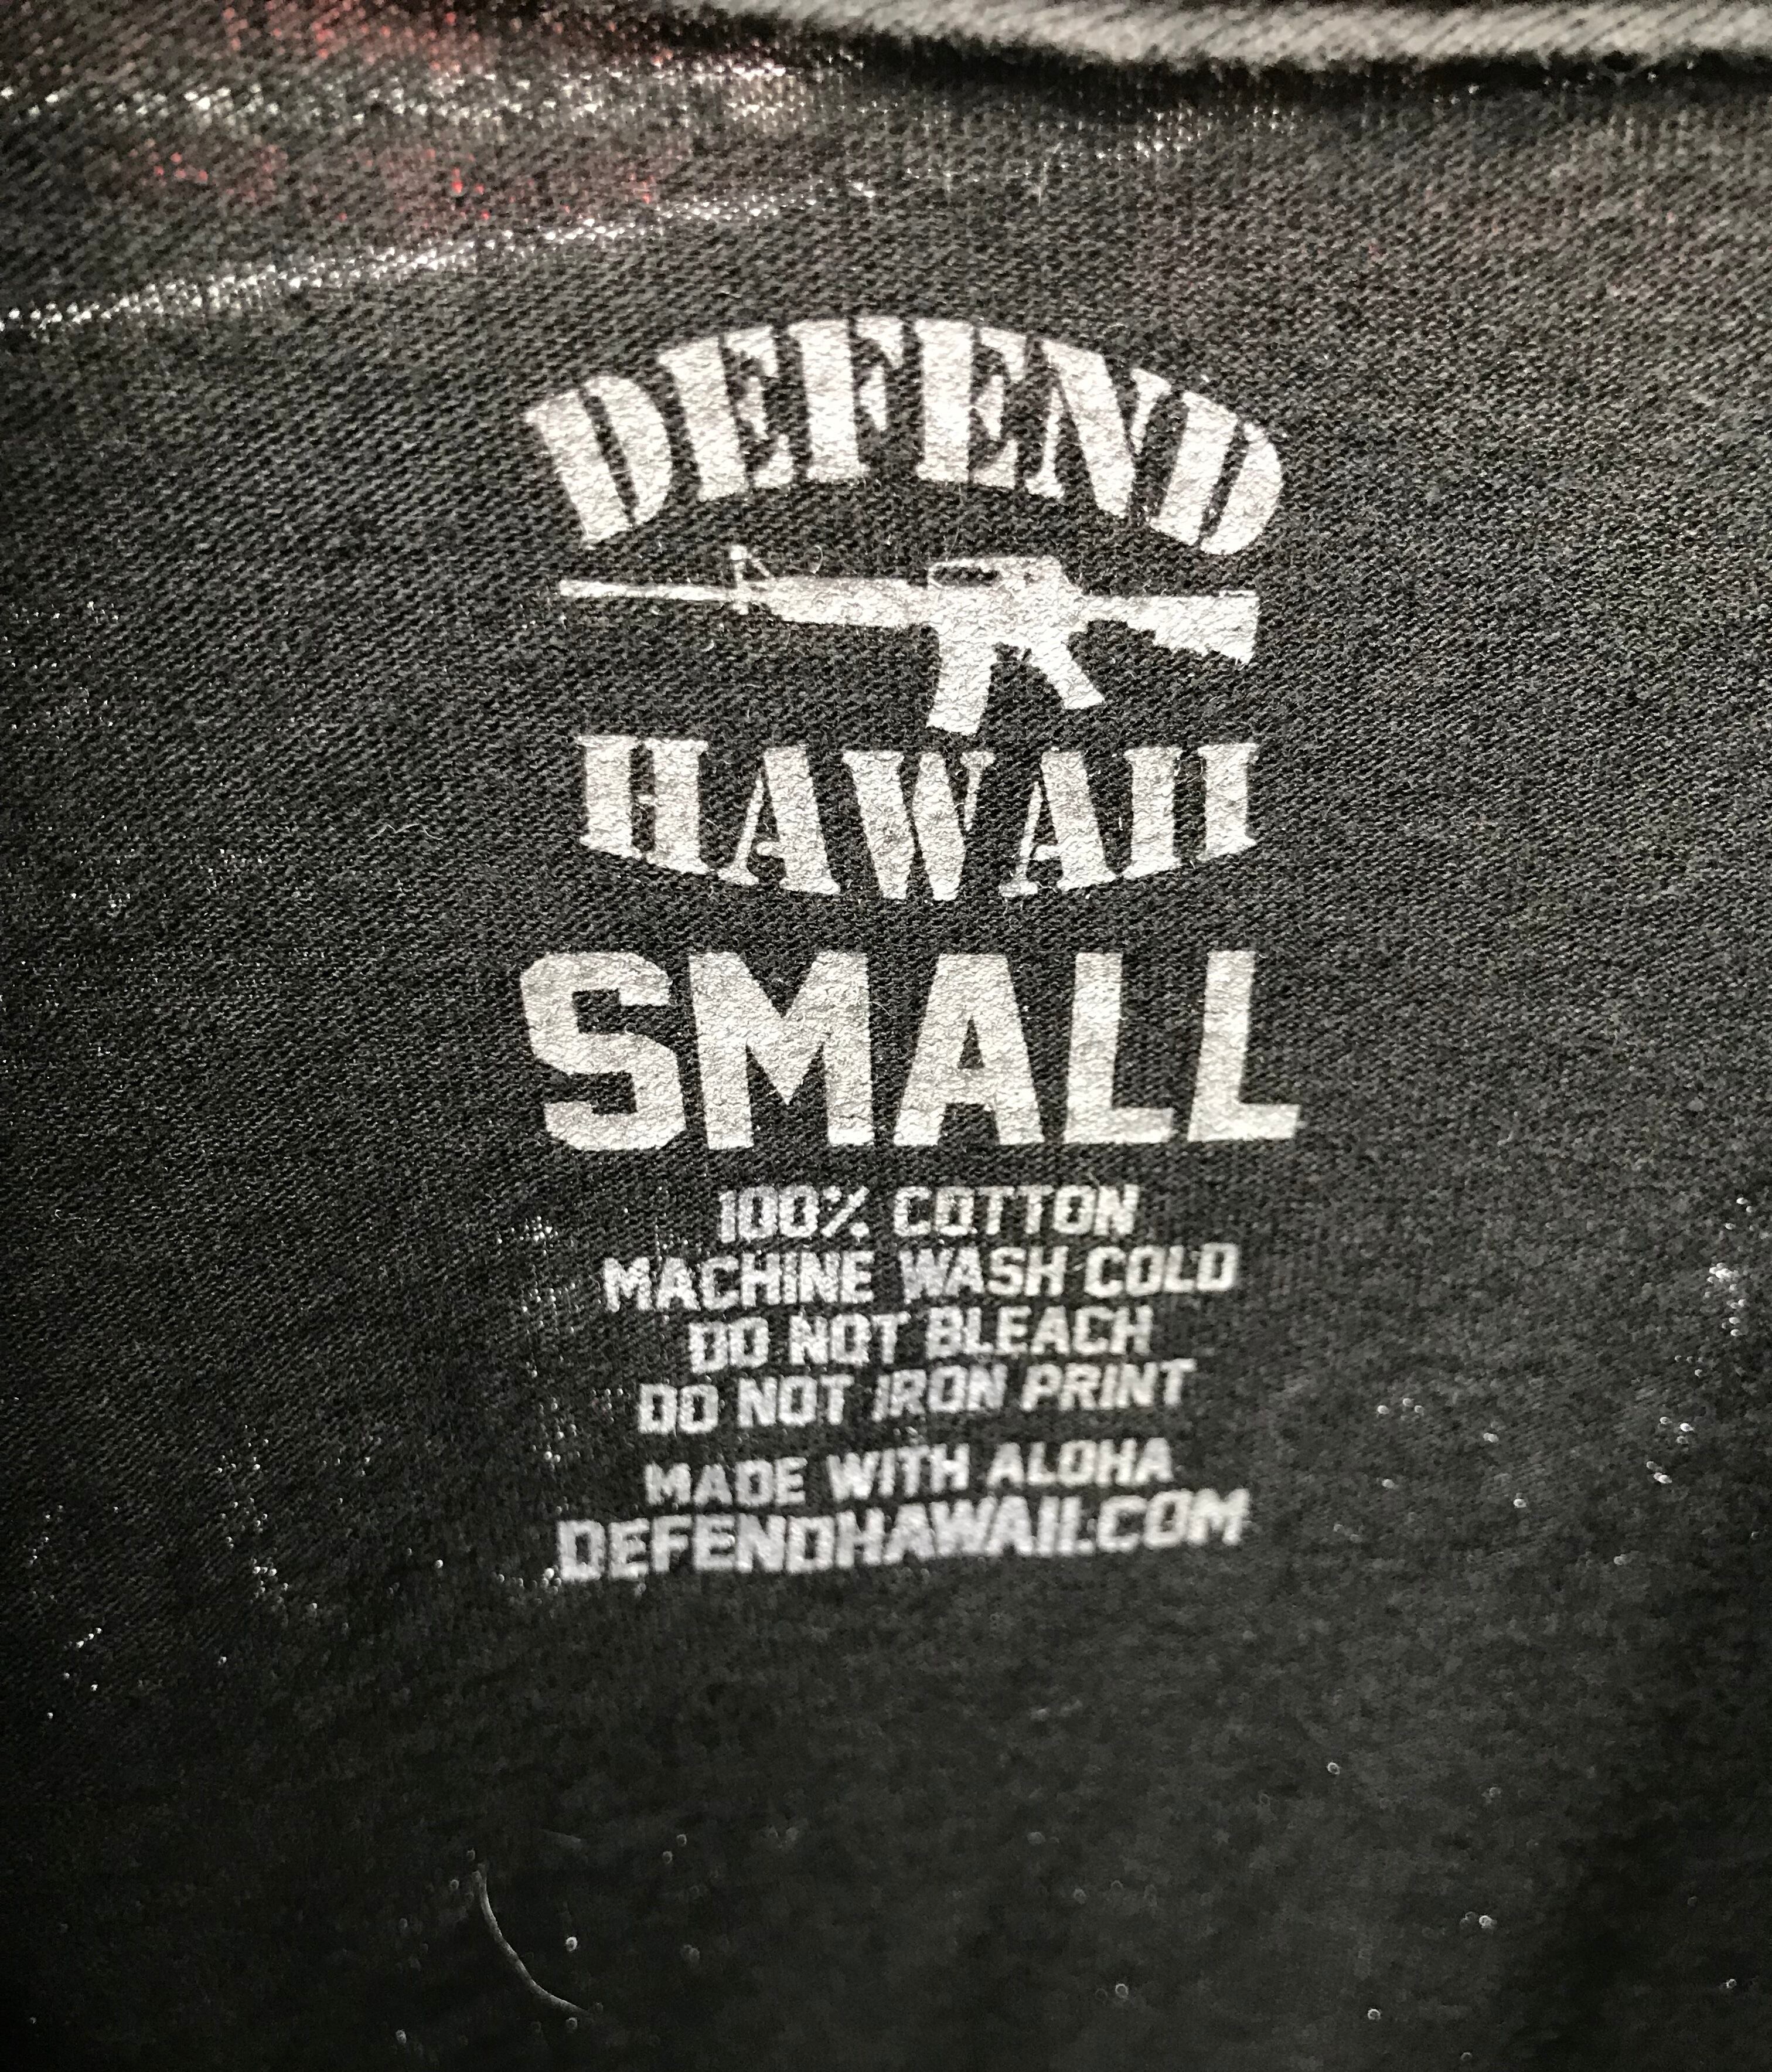 DEFEND
HAWAII
SMALL
100% COTTON
MACHINE WASH COLD
DO NOT BLEACH
DO NOT IRON PRINT
MADE WITH ALOHA
DEFENDHAWAII.COM